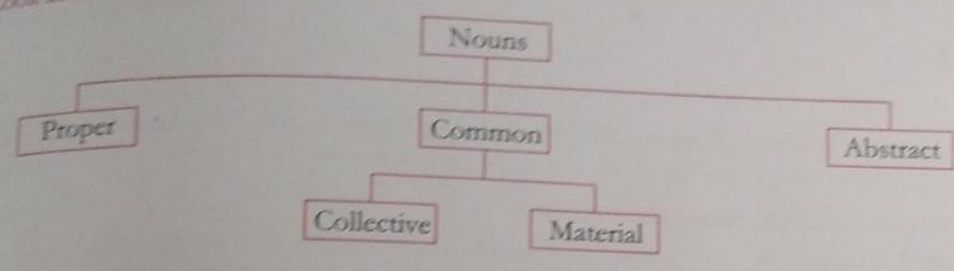 Nouns
Proper
Common
Abstract
Collective
Material